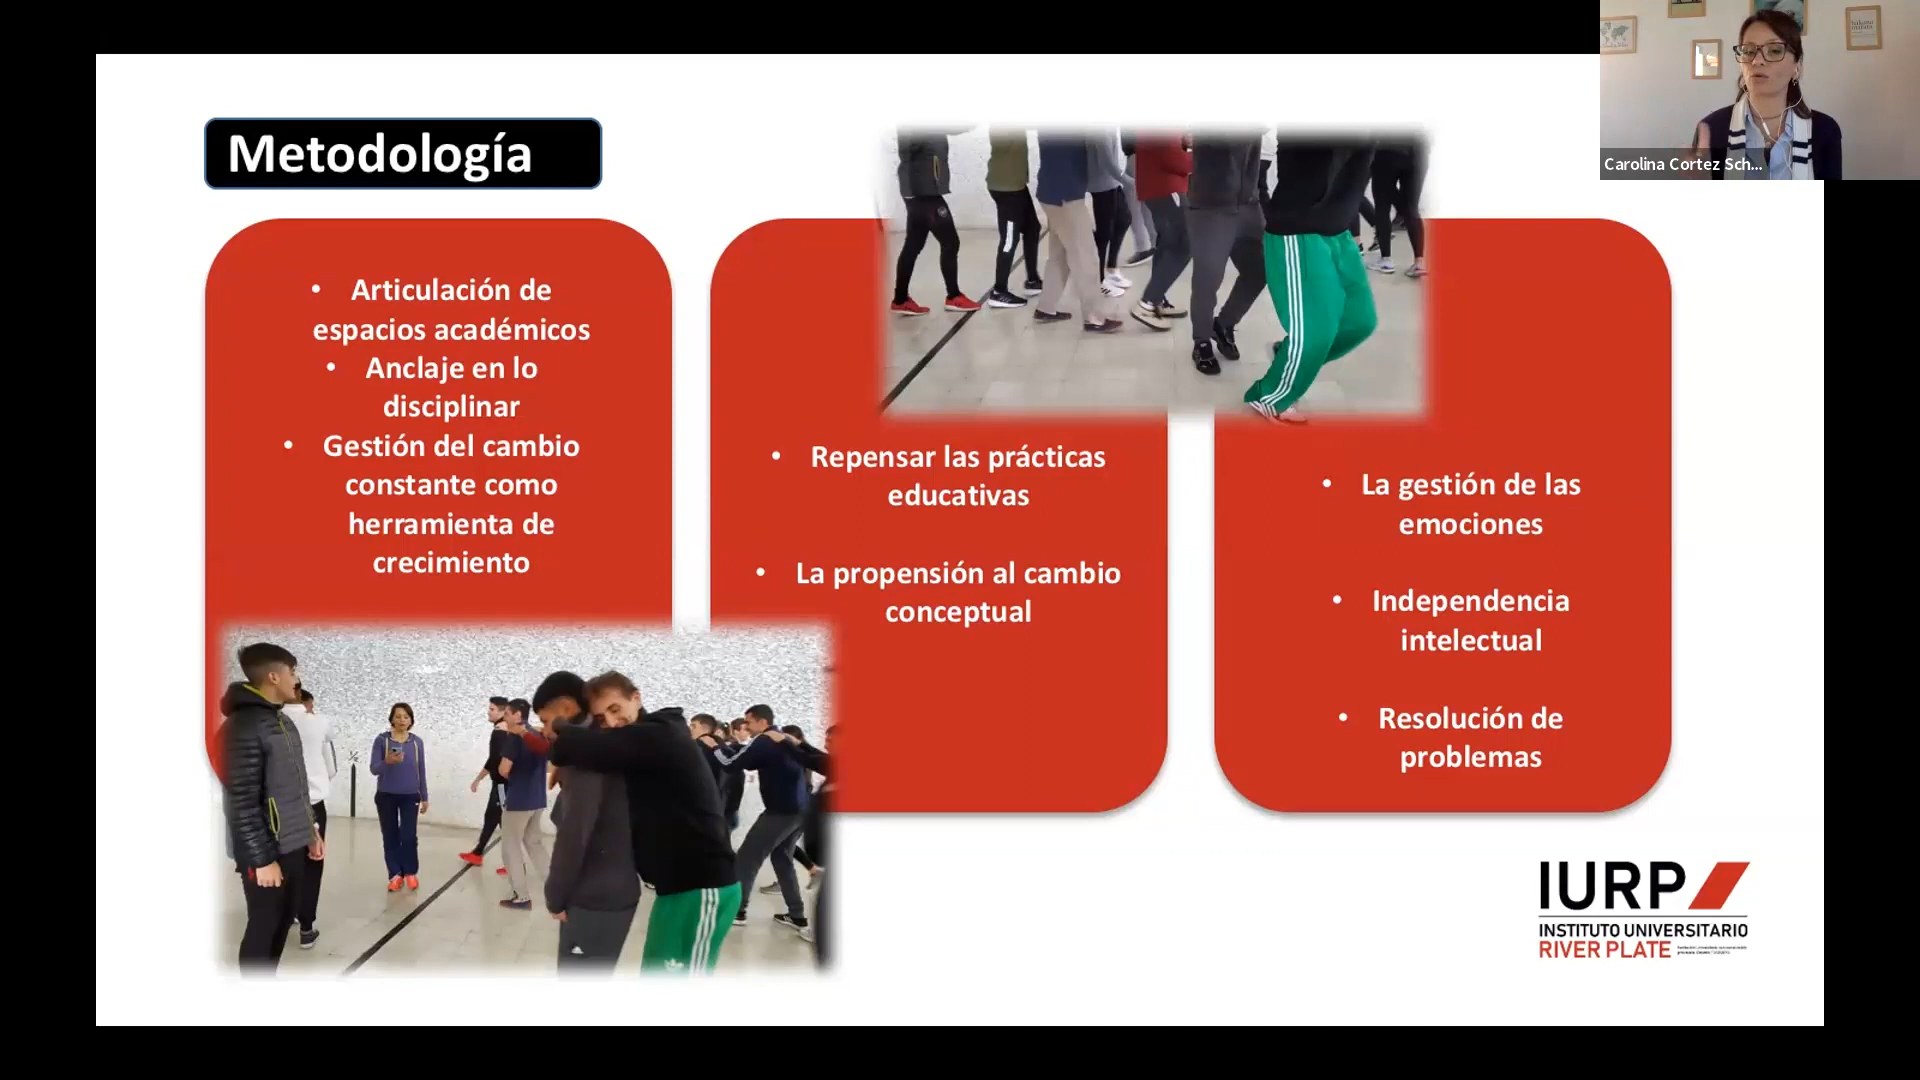 Metodología
• Articulación de
espacios académicos
• Anclaje en lo
disciplinar
• Gestión del cambio
constante como
herramienta de
crecimiento
• Repensar las prácticas
educativas
• La propensión al cambio
conceptual
• La gestión de las
emociones
• Independencia
intelectual
• Resolución de
problemas
IURP
INSTITUTO UNIVERSITARIO
RIVER PLATE
Carolina Cortez Sch...